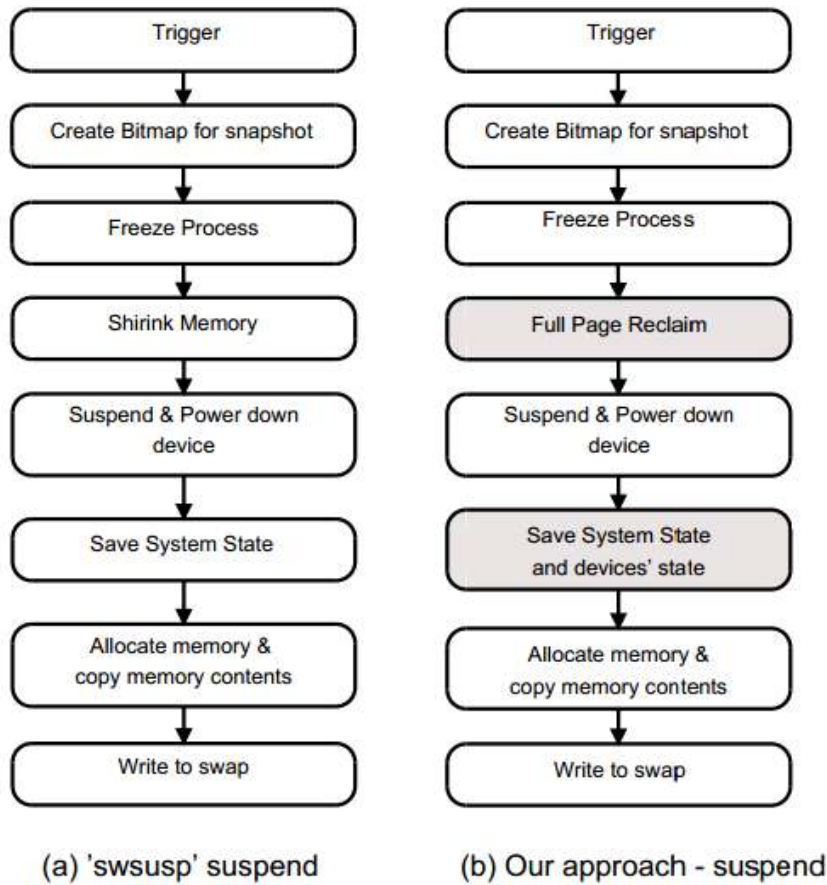 Trigger
Create Bitmap for snapshot
Freeze Process
Shirink Memory
Suspend & Power down
device
Save System State
Allocate memory &
copy memory contents
Write to swap
(a) 'swsusp' suspend
Trigger
Create Bitmap for snapshot
Freeze Process
Full Page Reclaim
Suspend & Power down
device
Save System State
and devices' state
Allocate memory &
copy memory contents
Write to swap
(b) Our approach - suspend